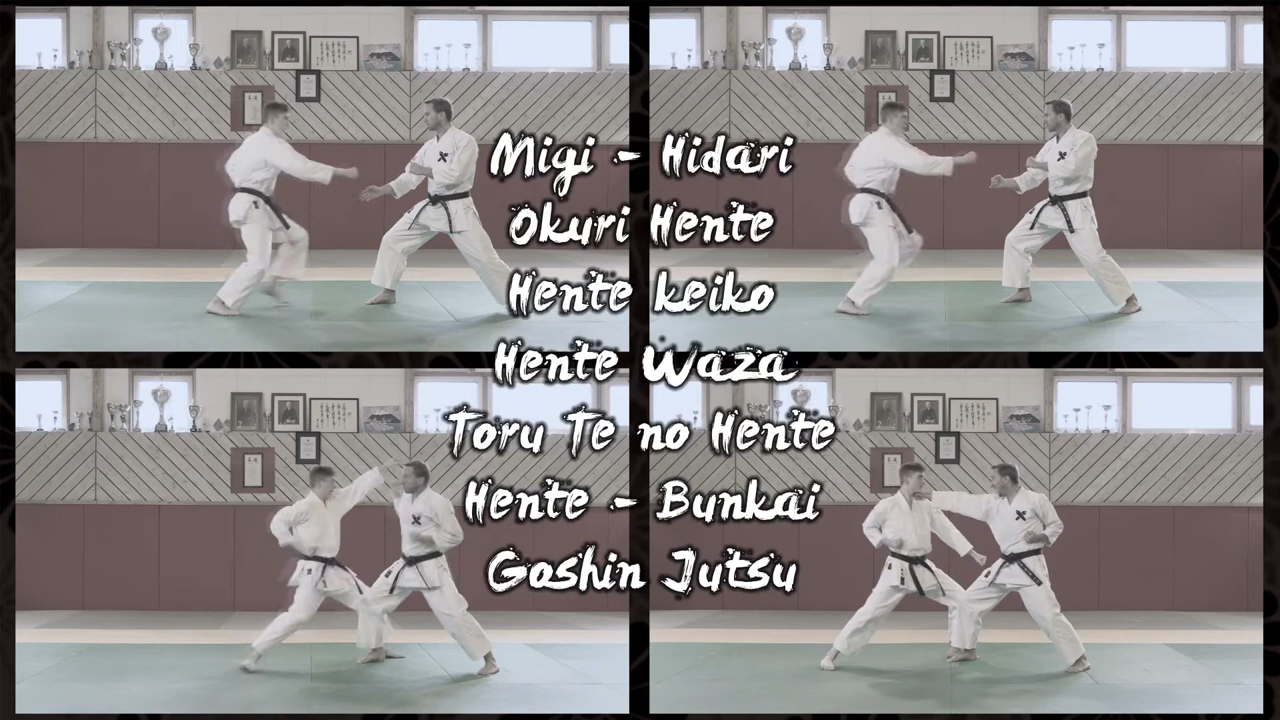 Migi - Hidari
Okuri Hente
Hente keiko
Hente Waza
Toru Te no Hente
Hente - Bunkai
Goshin Jutsu